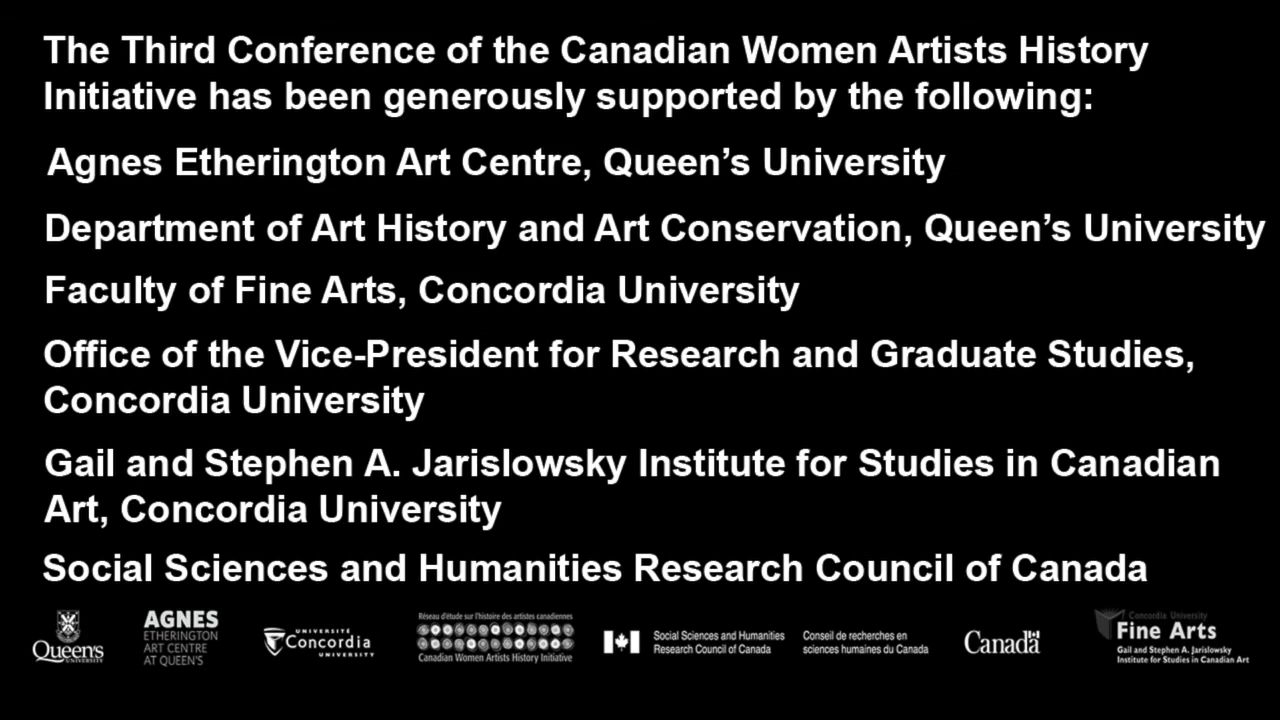 The Third Conference of the Canadian Women Artists History
Initiative has been generously supported by the following:
Agnes Etherington Art Centre, Queen’s University
Department of Art History and Art Conservation, Queen’s University
Faculty of Fine Arts, Concordia University
Office of the Vice-President for Research and Graduate Studies,
Concordia University
Gail and Stephen A. Jarislowsky Institute for Studies in Canadian
Art, Concordia University
Social Sciences and Humanities Research Council of Canada
Queen's
UNIVERSITY
AGNES
ETHERINGTON
ART CENTRE
AT QUEEN'S
UNIVERSITÉ
Concordia
UNIVERSITY
Réseau d'étude sur l'histoire des artistes canadiennes
Canadian Women Artists History Initiative
Social Sciences and Humanities
Research Council of Canada
Conseil de recherches en
sciences humaines du Canada
Canada
Concordia University
Fine Arts
Gail and Stephen A. Jarislowsky
Institute for Studies in Canadian Art